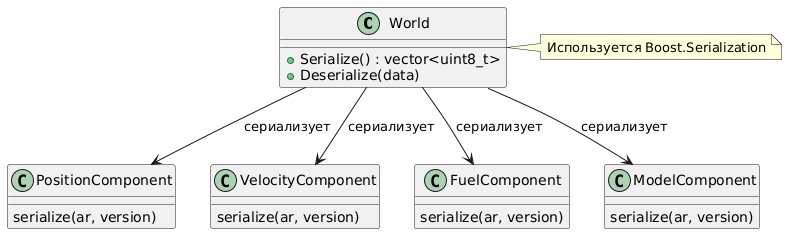 C World
Используется Boost.Serialization
Serialize() : vector<uint8_t>
Deserialize(data)
сериализует сериализует сериализует сериализует
C PositionComponent C VelocityComponent C FuelComponent C ModelComponent
serialize(ar, version) serialize(ar, version) serialize(ar, version) serialize(ar, version)